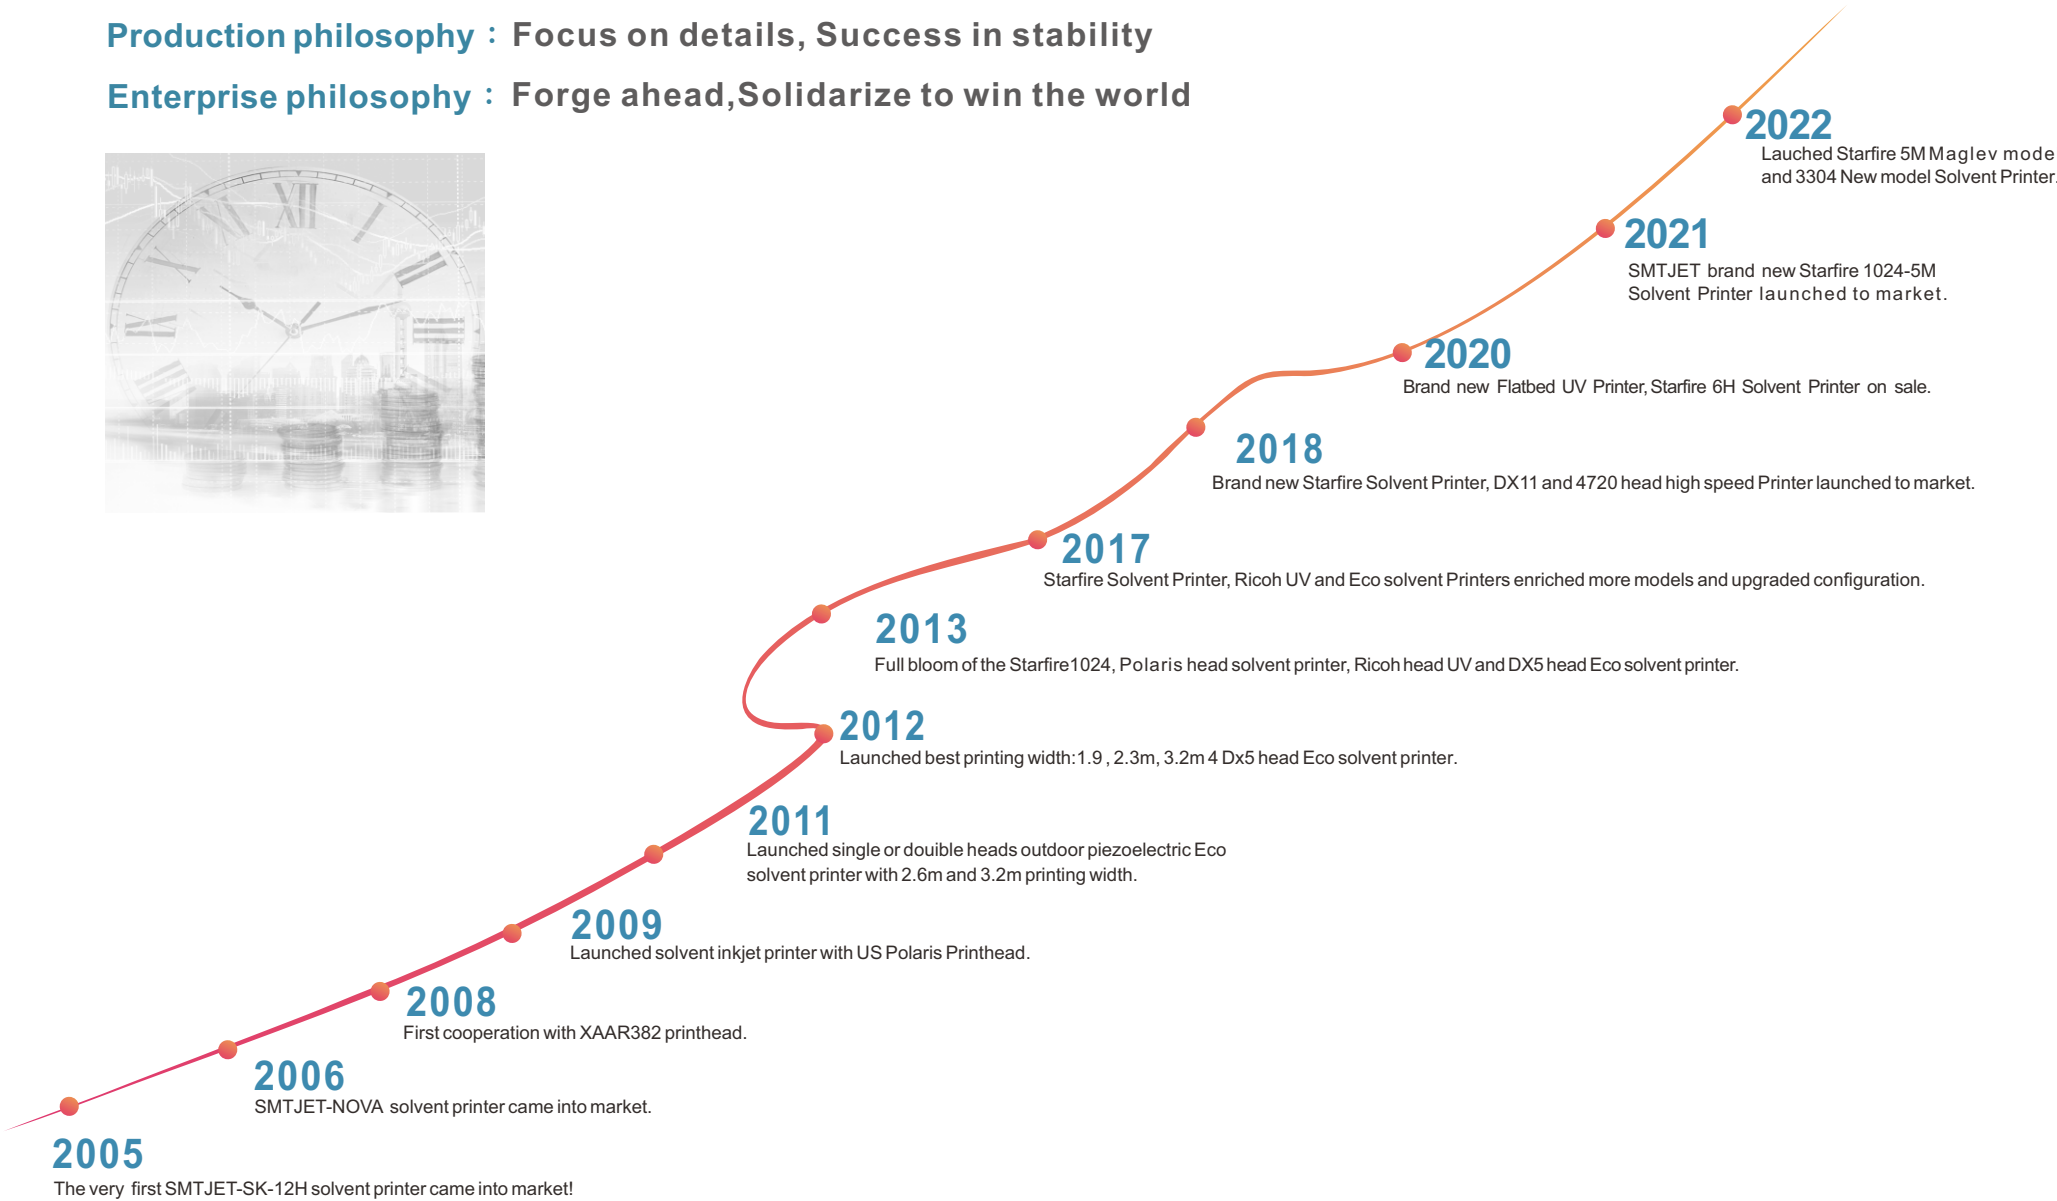 Production philosophy： Focus on details, Success in stability
Enterprise philosophy： Forge ahead,Solidarize to win the world
2022
Lauched Starfire 5M Maglev mode
and 3304 New model Solvent Printer.
2021
SMTJET brand new Starfire 1024-5M
Solvent Printer launched to market.
2020
Brand new Flatbed UV Printer, Starfire 6H Solvent Printer on sale.
2018
Brand new Starfire Solvent Printer, DX11 and 4720 head high speed Printer launched to market.
2017
Starfire Solvent Printer, Ricoh UV and Eco solvent Printers enriched more models and upgraded configuration.
2013
Full bloom of the Starfire1024, Polaris head solvent printer, Ricoh head UV and DX5 head Eco solvent printer.
2012
Launched best printing width:1.9 , 2.3m, 3.2m 4 Dx5 head Eco solvent printer.
2011
Launched single or douible heads outdoor piezoelectric Eco
solvent printer with 2.6m and 3.2m printing width.
2009
Launched solvent inkjet printer with US Polaris Printhead.
2008
First cooperation with XAAR382 printhead.
2006
SMTJET-NOVA solvent printer came into market.
2005
The very first SMTJET-SK-12H solvent printer came into market!